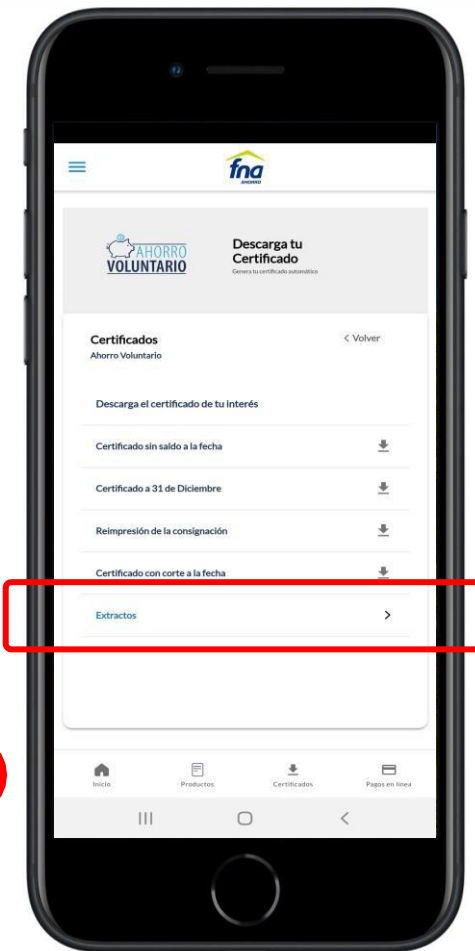 fna
AHORRO
AHORRO
VOLUNTARIO
Descarga tu
Certificado
Genera tu certificado automático
Certificados
< Volver
Ahorro Voluntario
Descarga el certificado de tu interés
Certificado sin saldo a la fecha
Certificado a 31 de Diciembre
Reimpresión de la consignación
Certificado con corte a la fecha
Extractos
Inicio
Productos
Certificados
Pagos en línea